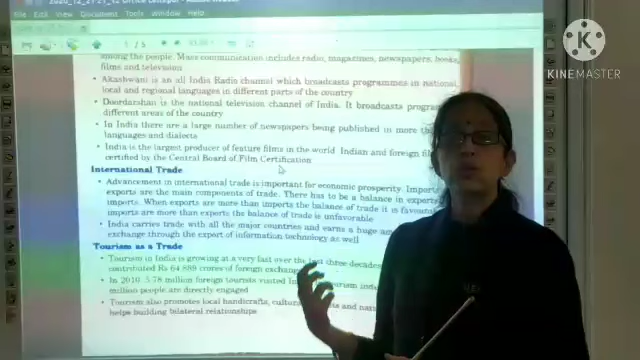 KINEMASTER
among the people. Mass communication includes radio, magazines, newspapers, books,
films and television
• Akashwani is an all India Radio channel which broadcasts programmes in national,
local and regional languages in different parts of the country
• Doordarshan is the national television channel of India. It broadcasts
different areas of the country
• In India there are a large number of newspapers being published in more
languages and dialects
• India is the largest producer of feature films in the world Indian and foreign
certified by the Central Board of Film Certification
International Trade
• Advancement in international trade is important for economic prosperity.
exports are the main components of trade. There has to be a balance in
imports. When exports are more than imports the balance of trade it is
imports are more than exports the balance of trade is unfavorable
• India carries trade with all the major countries and earns a huge
exchange through the export of information technology as well
Tourism as a Trade
• Tourism in India is growing at a very fast over the last three decades
contributed Rs 64,889 crores of foreign
• In 2010 5.78 million foreign tourists visited
million people are directly engaged
• Tourism also promotes local handicrafts,
helps building bilateral relationships